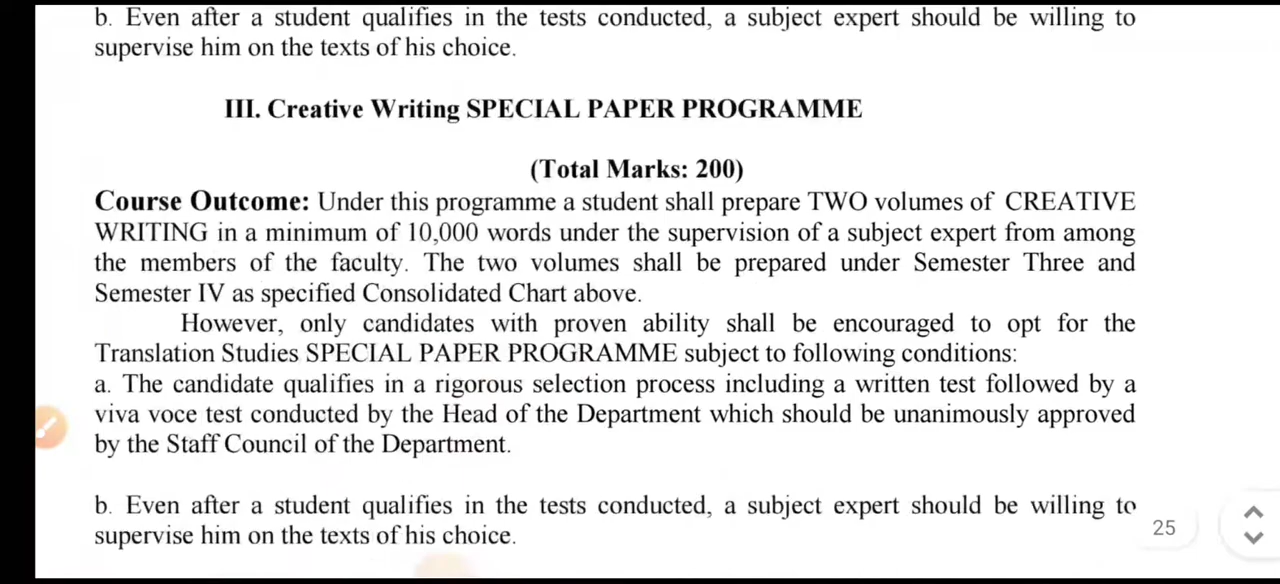 b. Even after a student qualifies in the tests conducted, a subject expert should be willing to
supervise him on the texts of his choice.
III. Creative Writing SPECIAL PAPER PROGRAMME
(Total Marks: 200)
Course Outcome: Under this programme a student shall prepare TWO volumes of CREATIVE
WRITING in a minimum of 10,000 words under the supervision of a subject expert from among
the members of the faculty. The two volumes shall be prepared under Semester Three and
Semester IV as specified Consolidated Chart above.
However, only candidates with proven ability shall be encouraged to opt for the
Translation Studies SPECIAL PAPER PROGRAMME subject to following conditions:
a. The candidate qualifies in a rigorous selection process including a written test followed by a
viva voce test conducted by the Head of the Department which should be unanimously approved
by the Staff Council of the Department.
b. Even after a student qualifies in the tests conducted, a subject expert should be willing to
supervise him on the texts of his choice.
25